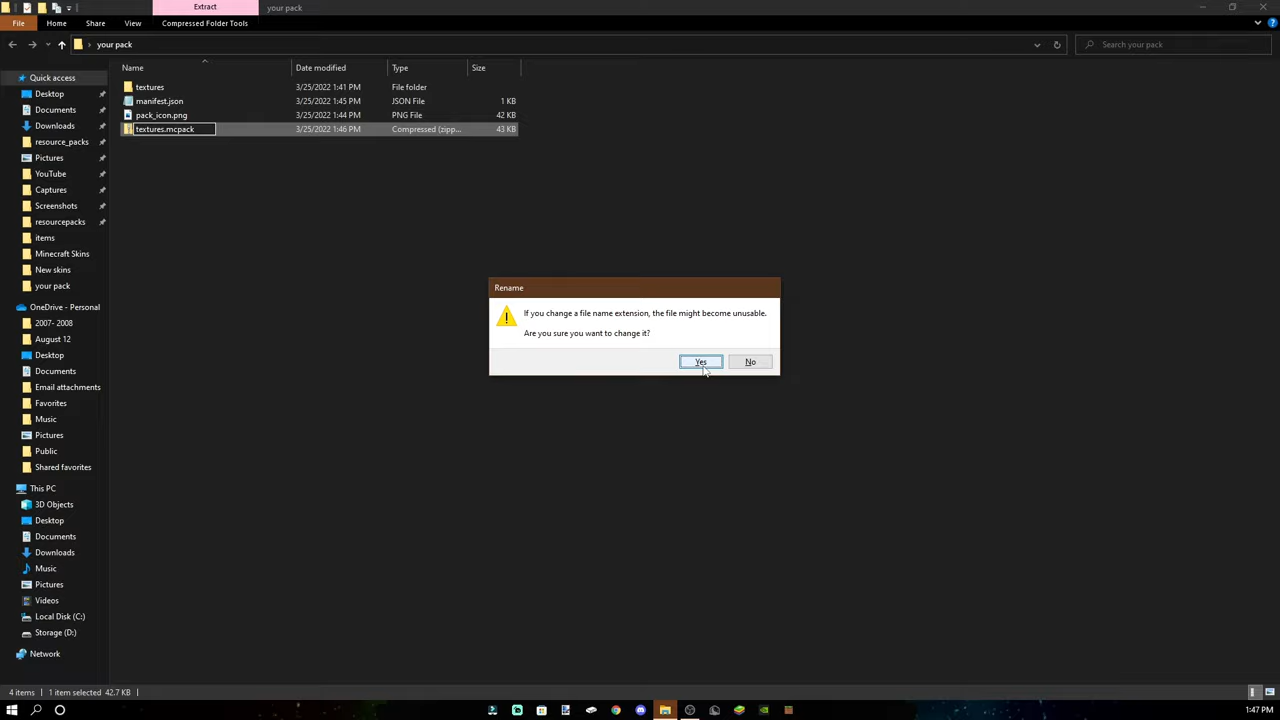 Extract
your pack
File
Home
Share
View
Compressed Folder Tools
your pack
Search your pack
Name
Date modified
Type
Size
Quick access
Desktop
Documents
Downloads
resource_packs
Pictures
YouTube
Captures
Screenshots
resourcepacks
items
Minecraft Skins
New skins
your pack
OneDrive - Personal
2007- 2008
August 12
Desktop
Documents
Email attachments
Favorites
Music
Pictures
Public
Shared favorites
This PC
3D Objects
Desktop
Documents
Downloads
Music
Pictures
Videos
Local Disk (C:)
Storage (D:)
Network
textures 3/25/2022 1:41 PM File folder
manifest.json 3/25/2022 1:45 PM JSON File 1 KB
pack_icon.png 3/25/2022 1:44 PM PNG File 42 KB
textures.mcpack 3/25/2022 1:46 PM Compressed (zipp... 43 KB
Rename
If you change a file name extension, the file might become unusable.
Are you sure you want to change it?
Yes
No
4 items
1 item selected 42.7 KB
1:47 PM